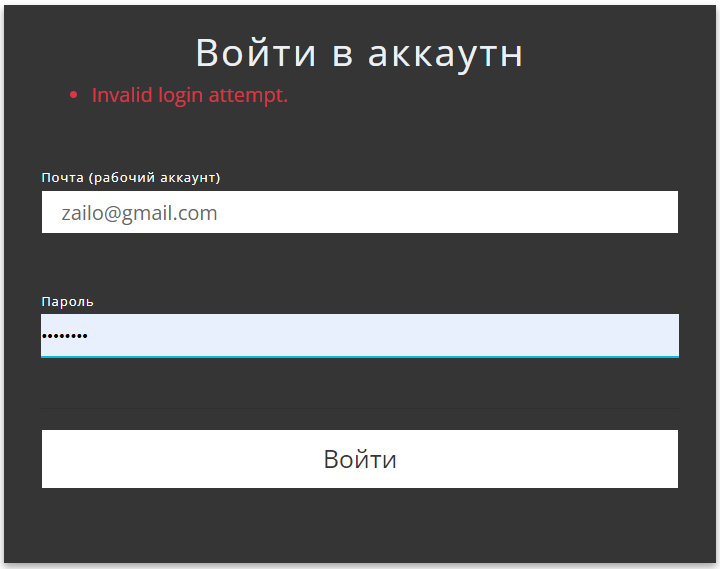 Войти в аккаутн
Invalid login attempt.
Почта (рабочий аккаунт)
zailo@gmail.com
Пароль
••••••••
Войти